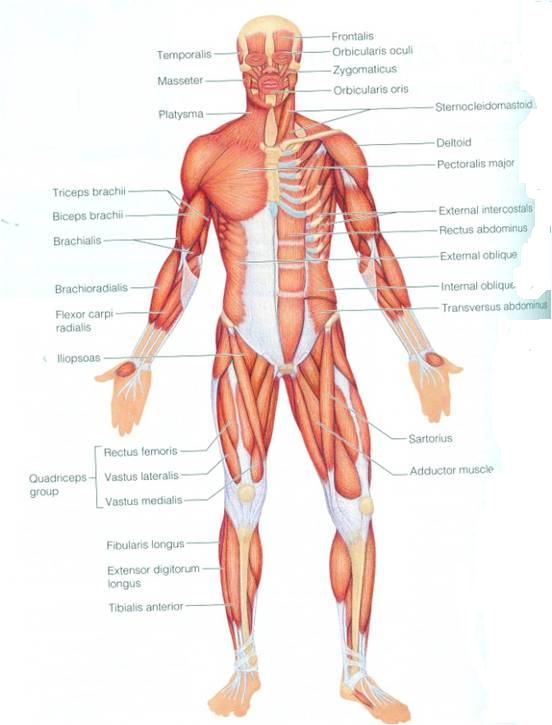 Frontalis
Temporalis
Orbicularis oculi
Masseter
Zygomaticus
Orbicularis oris
Platysma
Sternocleidomastoid
Deltoid
Pectoralis major
Triceps brachii
Biceps brachii
External intercostals
Rectus abdominus
Brachialis
External oblique
Brachioradialis
Internal oblique
Transversus abdominus
Flexor carpi
radialis
Iliopsoas
Sartorius
Rectus femoris
Adductor muscle
Quadriceps
group
Vastus lateralis
Vastus medialis
Fibularis longus
Extensor digitorum
longus
Tibialis anterior